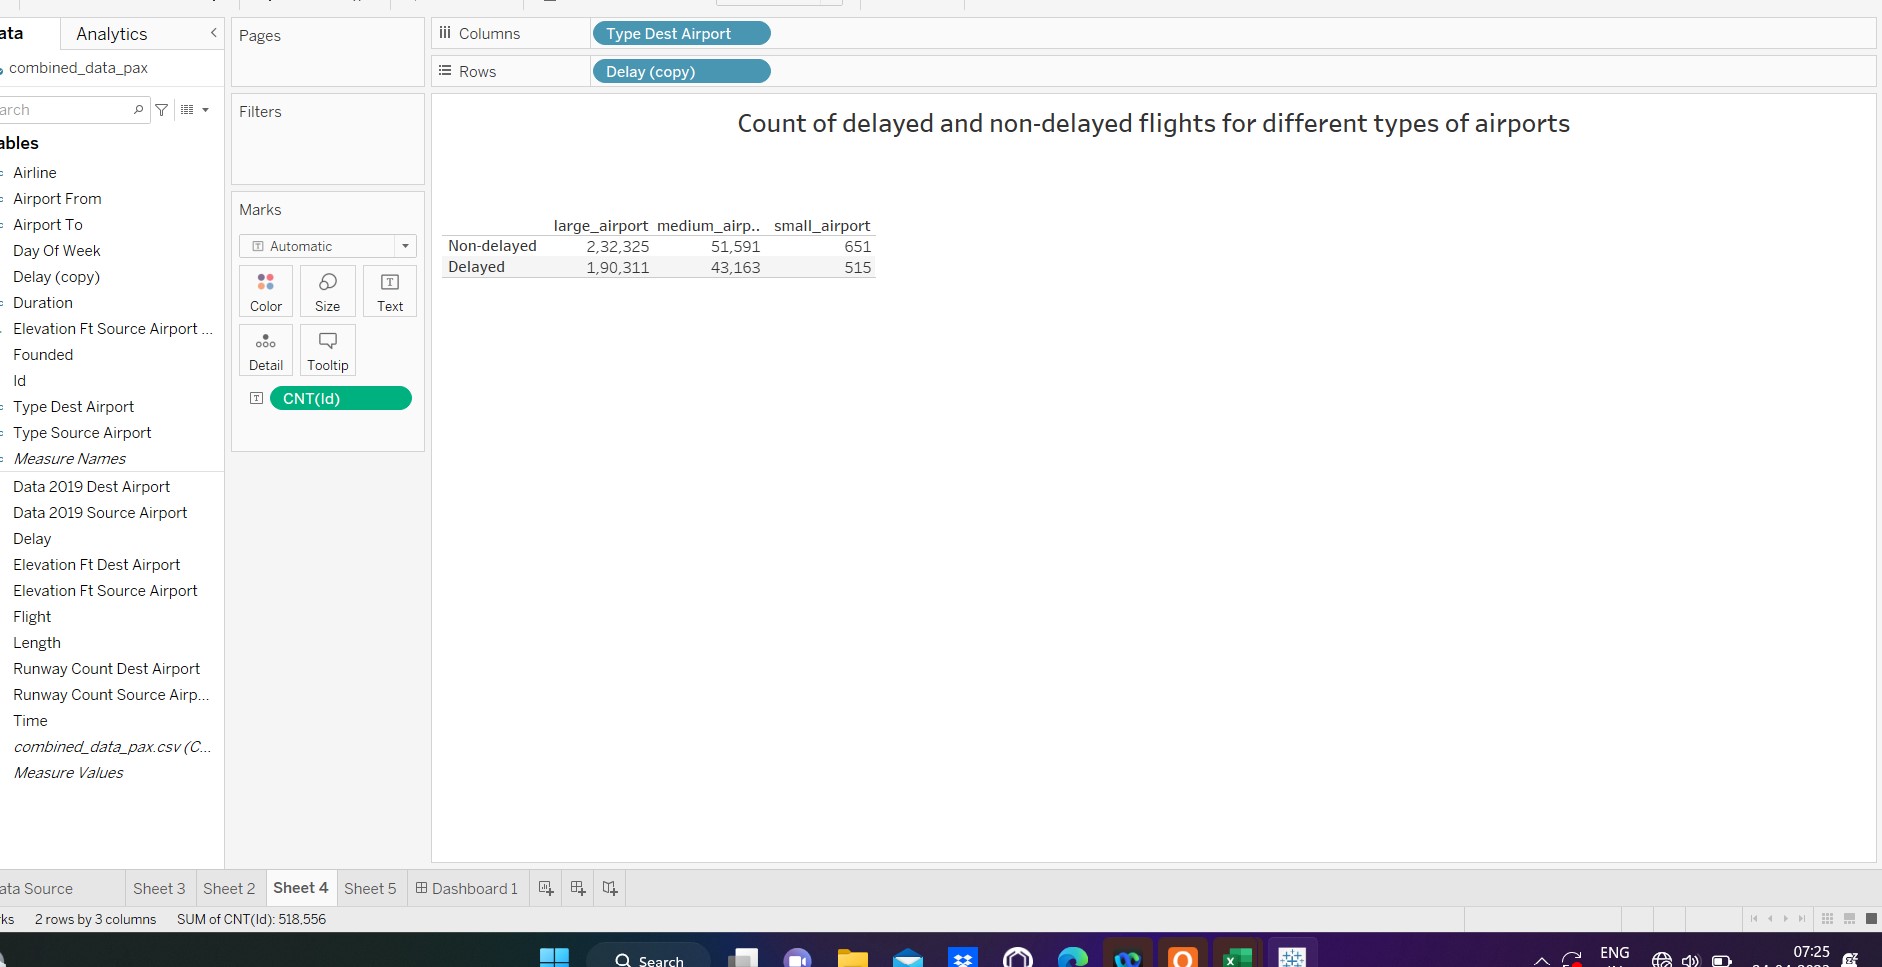 ata
Analytics
combined_data_pax
arch
ables
Airline
Airport From
Airport To
Day Of Week
Delay (copy)
Duration
Elevation Ft Source Airport ...
Founded
Id
Type Dest Airport
Type Source Airport
Measure Names
Data 2019 Dest Airport
Data 2019 Source Airport
Delay
Elevation Ft Dest Airport
Elevation Ft Source Airport
Flight
Length
Runway Count Dest Airport
Runway Count Source Airp...
Time
combined_data_pax.csv (C...
Measure Values
Pages
Filters
Marks
Automatic
Color Size Text
Detail Tooltip
CNT(Id)
Columns Type Dest Airport
Rows Delay (copy)
Count of delayed and non-delayed flights for different types of airports
large_airport medium_airp.. small_airport
Non-delayed 2,32,325 51,591 651
Delayed 1,90,311 43,163 515
ata Source Sheet 3 Sheet 2 Sheet 4 Sheet 5 Dashboard 1
ks 2 rows by 3 columns SUM of CNT(Id): 518,556
Search
ENG
07:25